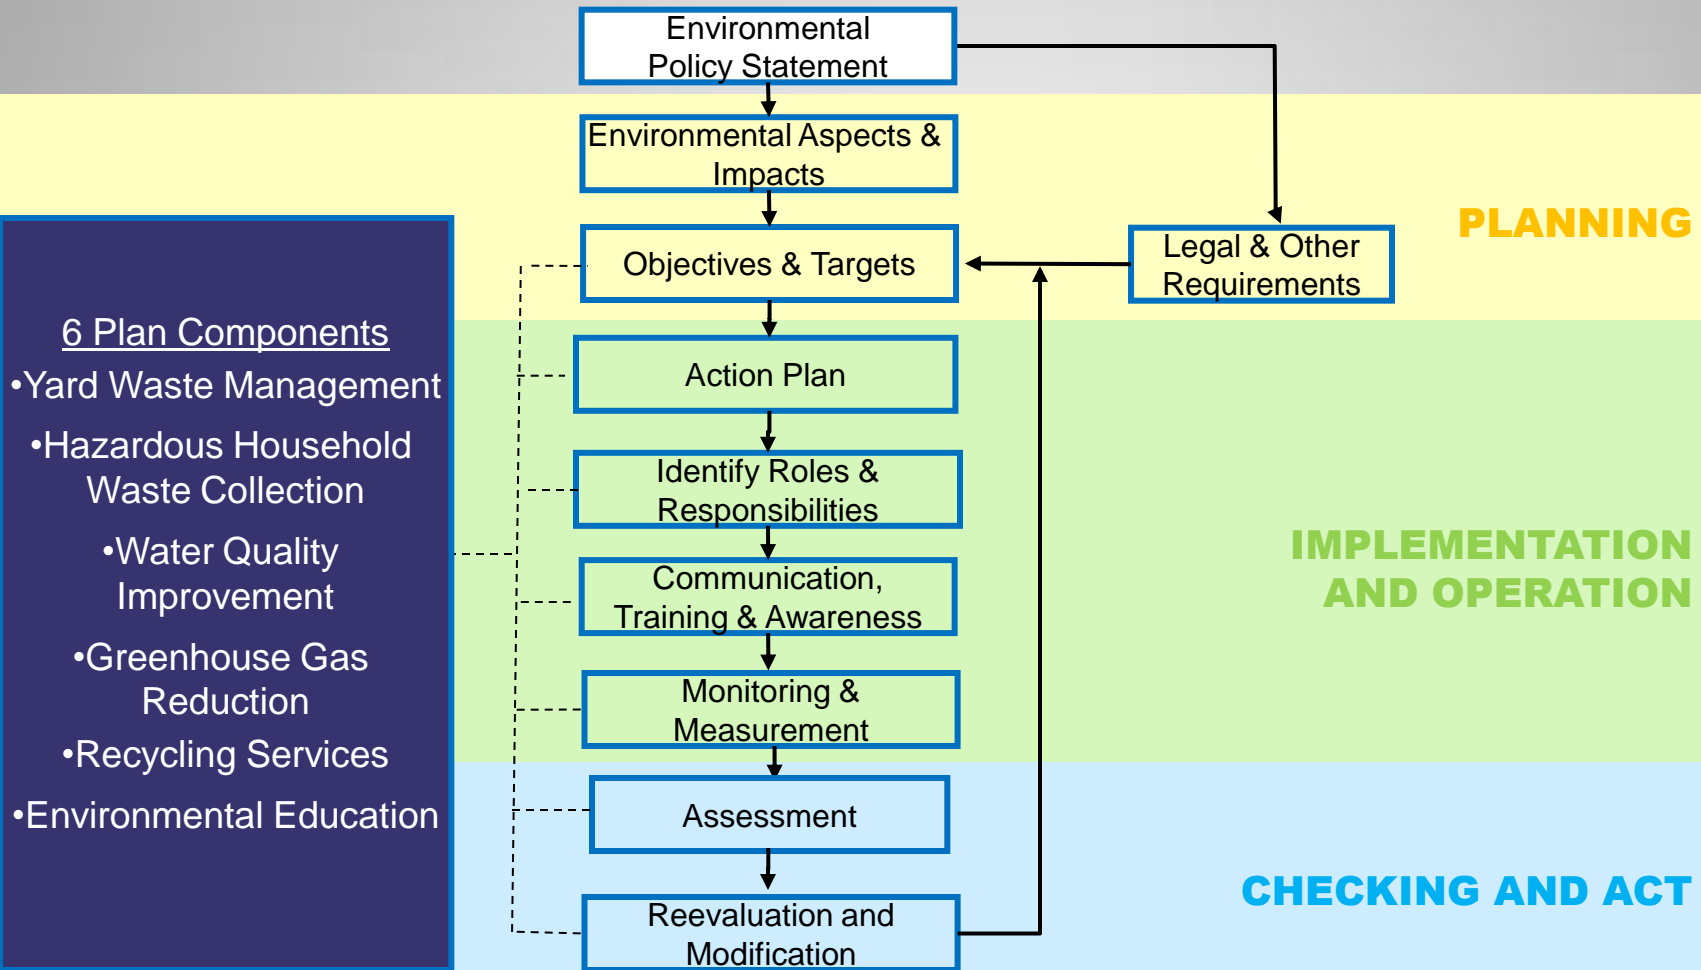 Environmental
Policy Statement
Environmental Aspects &
Impacts
PLANNING
Objectives & Targets
Legal & Other
Requirements
6 Plan Components
•Yard Waste Management
•Hazardous Household
Waste Collection
•Water Quality
Improvement
•Greenhouse Gas
Reduction
•Recycling Services
•Environmental Education
Action Plan
Identify Roles &
Responsibilities
Communication,
Training & Awareness
Monitoring &
Measurement
IMPLEMENTATION
AND OPERATION
Assessment
Reevaluation and
Modification
CHECKING AND ACT